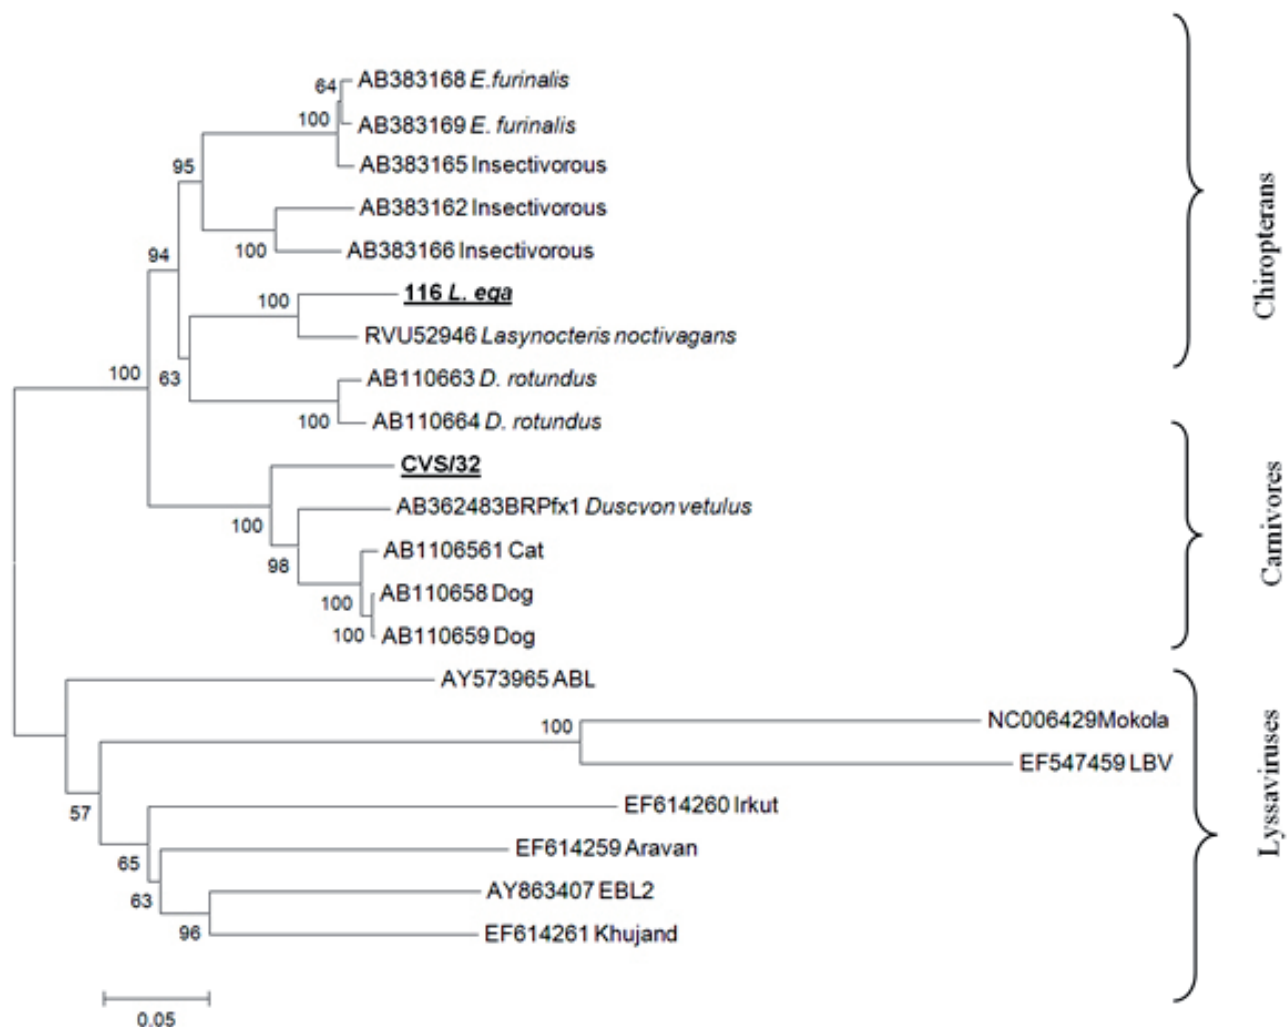 64
AB383168 E.furinalis
100
AB383169 E. furinalis
95
AB383165 Insectivorous
AB383162 Insectivorous
100
AB383166 Insectivorous
94
100
116 L. ega
RVU52946 Lasynocteris noctivagans
100
63
AB110663 D. rotundus
100
AB110664 D. rotundus
CVS/32
100
AB362483BRPfx1 Duscvon vetulus
98
AB1106561 Cat
100
AB110658 Dog
100
AB110659 Dog
AY573965 ABL
100
NC006429Mokola
EF547459 LBV
57
EF614260 Irkut
65
EF614259 Aravan
63
AY863407 EBL2
96
EF614261 Khujand
0.05
Chiropterans
Carnivores
Lyssaviruses